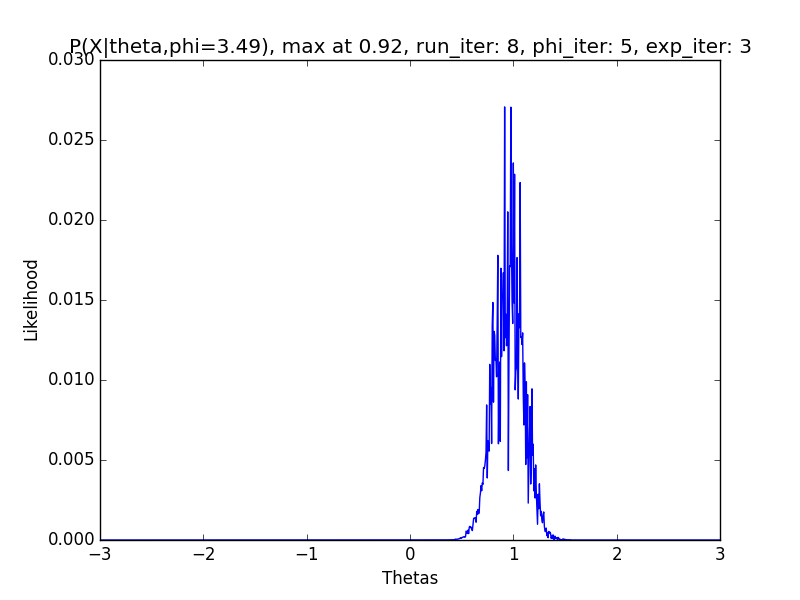 P(X|theta,phi=3.49), max at 0.92, run_iter: 8, phi_iter: 5, exp_iter: 3
0.030
0.025
0.020
0.015
0.010
0.005
0.000
Likelihood
−3 −2 −1 0 1 2 3
Thetas